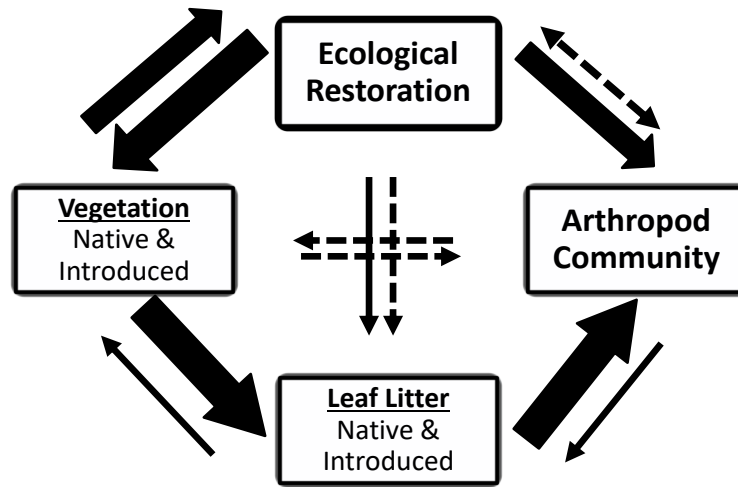 Ecological
Restoration
Vegetation
Native &
Introduced
Arthropod
Community
Leaf Litter
Native &
Introduced